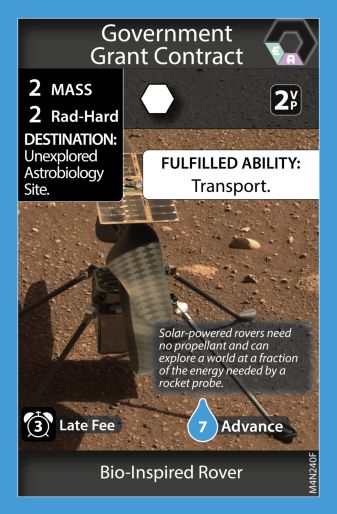 Government
Grant Contract
E A
2 MASS
2 Rad-Hard
2 VP
DESTINATION:
Unexplored
Astrobiology
Site.
FULFILLED ABILITY:
Transport.
Solar-powered rovers need
no propellant and can
explore a world at a fraction
of the energy needed by a
rocket probe.
3 Late Fee
7 Advance
Bio-Inspired Rover
M4N240F